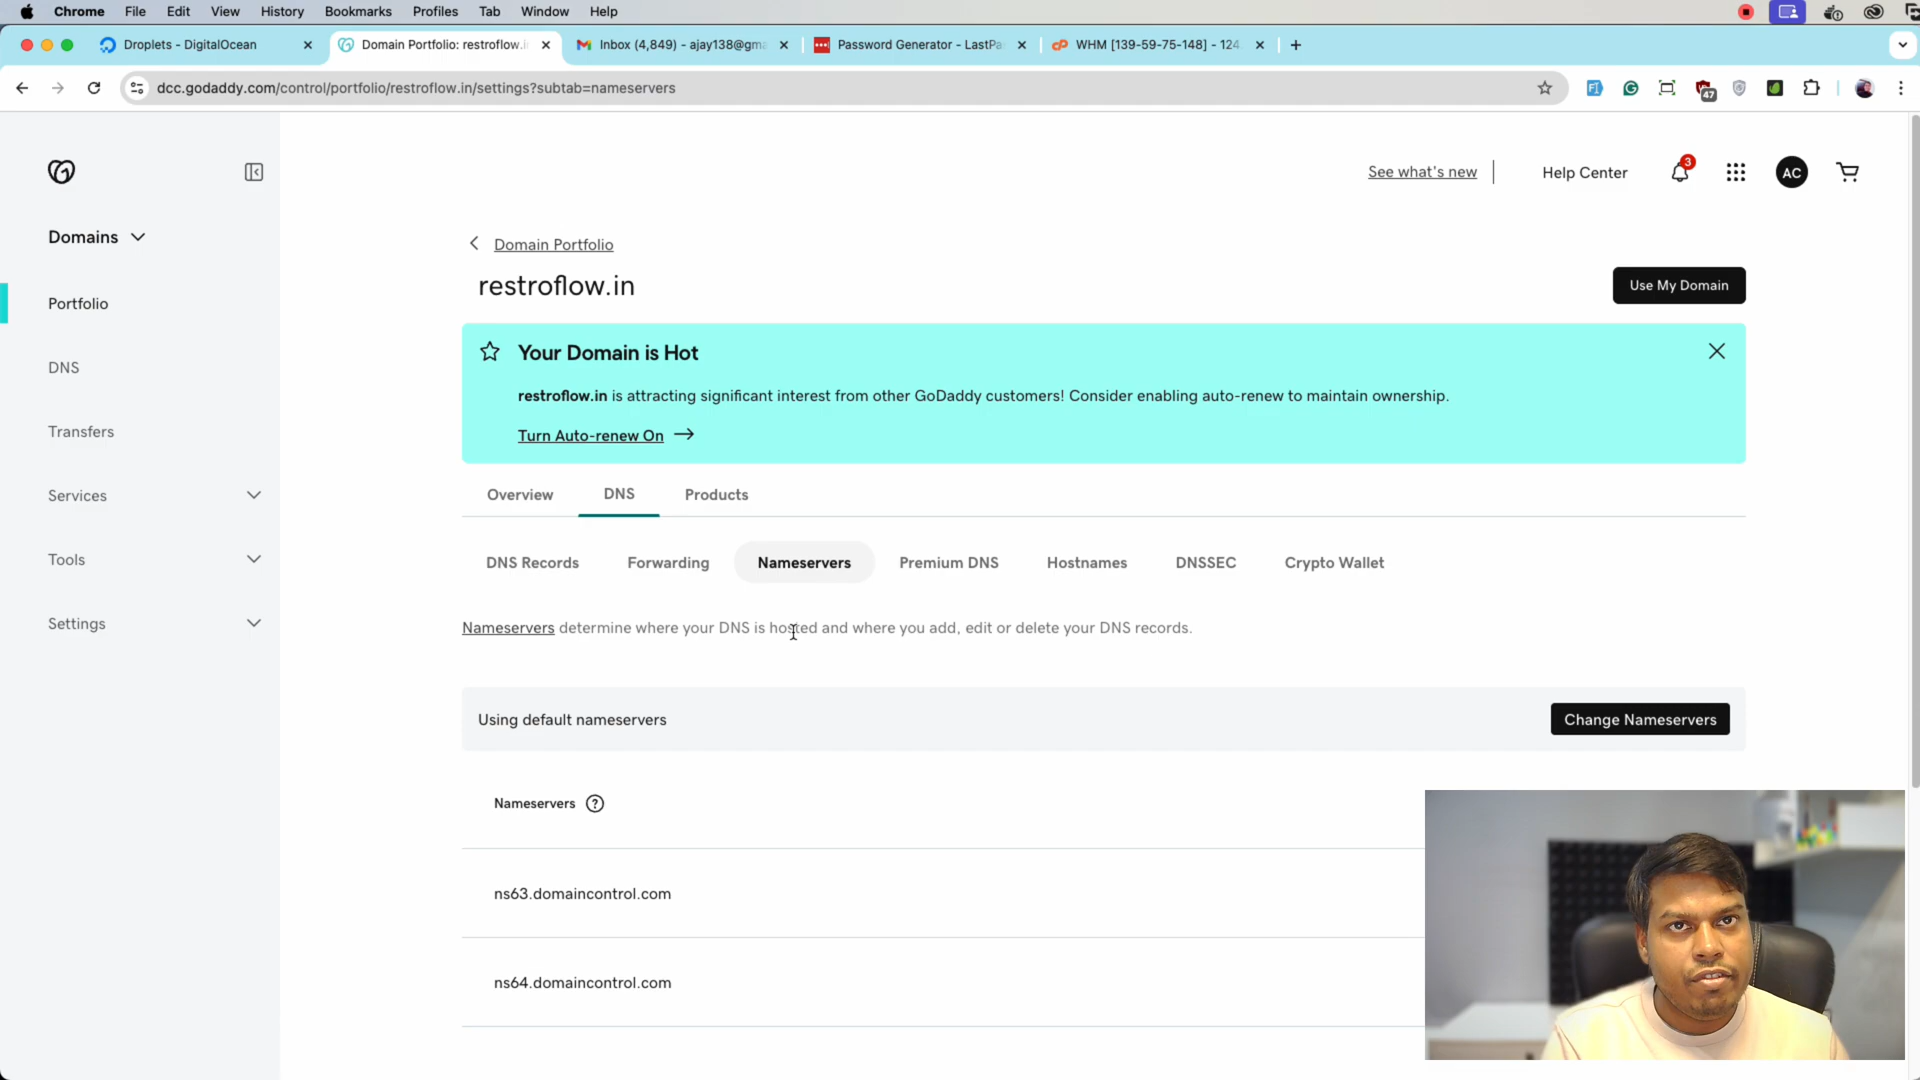 Chrome File Edit View History Bookmarks Profiles Tab Window Help
Droplets - DigitalOcean
Domain Portfolio: restroflow.i
Inbox (4,849) - ajay138@gm
Password Generator - LastPa
WHM [139-59-75-148] - 124
dcc.godaddy.com/control/portfolio/restroflow.in/settings?subtab=nameservers
47
See what's new
Help Center
3
AC
Domains
Portfolio
DNS
Transfers
Services
Tools
Settings
Domain Portfolio
restroflow.in
Use My Domain
Your Domain is Hot
restroflow.in is attracting significant interest from other GoDaddy customers! Consider enabling auto-renew to maintain ownership.
Turn Auto-renew On
Overview DNS Products
DNS Records Forwarding Nameservers Premium DNS Hostnames DNSSEC Crypto Wallet
Nameservers determine where your DNS is hosted and where you add, edit or delete your DNS records.
Using default nameservers
Change Nameservers
Nameservers ?
ns63.domaincontrol.com
ns64.domaincontrol.com